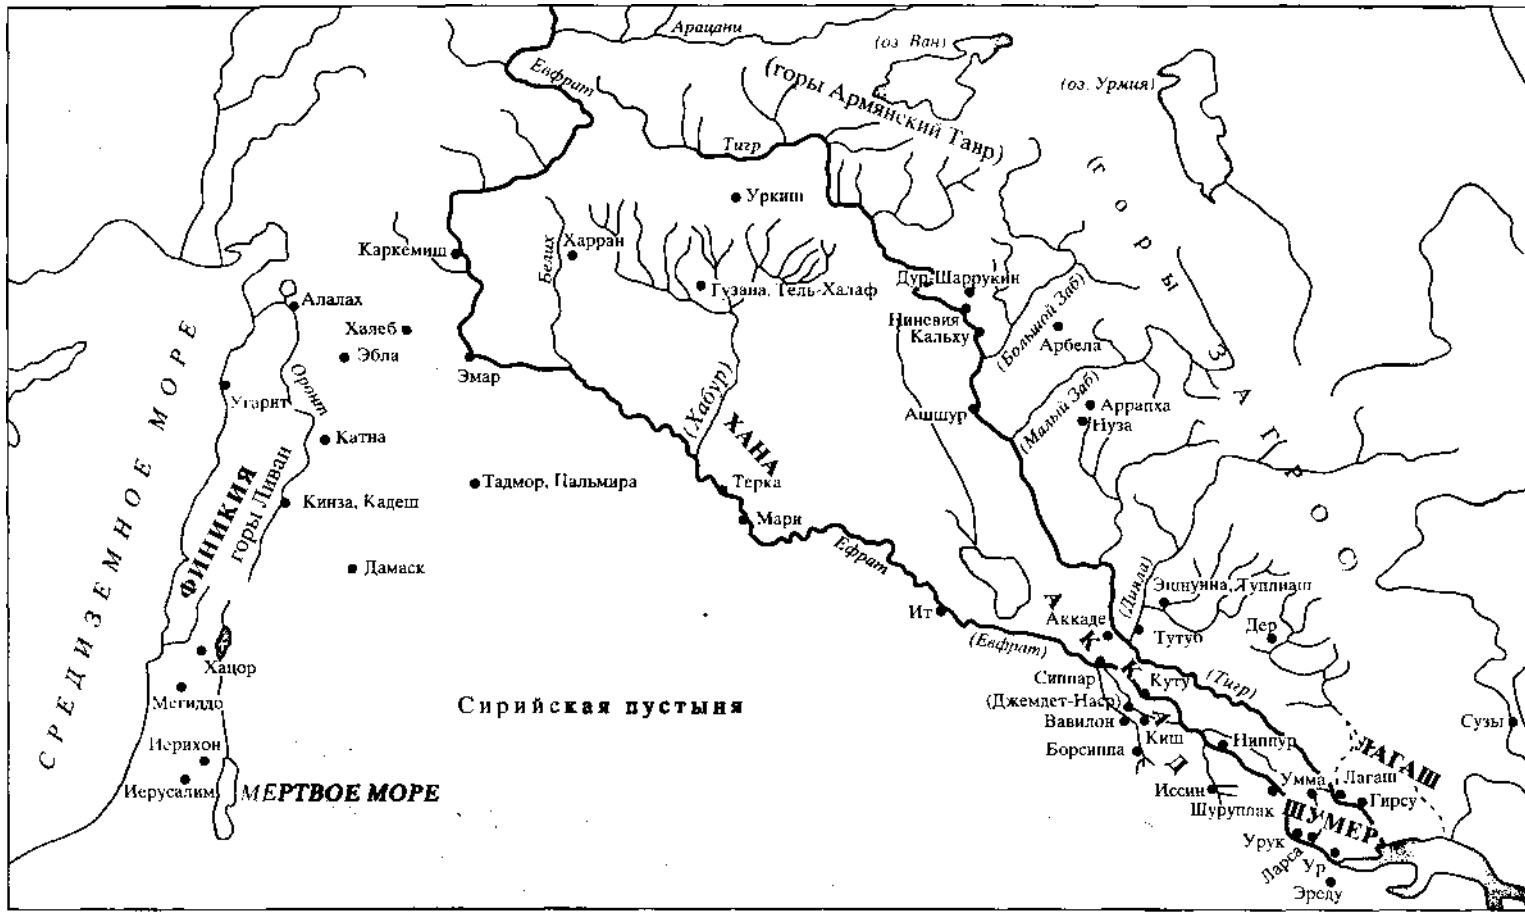 Арацани
(оз. Ван)
Евфрат
(горы Армянский Тавр)
(оз. Урмия)
Тигр
(горы
Уркиш
Каркемиш
Белих
Харран
Гузана, Тель-Халаф
Дур-Шаррукин
Алалах
Ниневия
Кальху
(Большой Заб)
Арбела
Халеб
Эбла
Эмар
СРЕДИЗЕМНОЕ МОРЕ
Оронт
Угарит
(Хабур)
Ашшур
(Малый Заб)
Аррапха
Нуза
ЗАГРОС)
Катна
ХАНА
ФИНИКИЯ
горы Ливан
Кинза, Кадеш
Тадмор, Пальмира
Терка
Мари
Ефрат
Дамаск
(Диила)
Эшнунна, Туплиаш
Ит
АККАД
Аккаде
Тутуб
Дер
(Евфрат)
Хацор
Сиппар
Куту
(Тигр)
Мегиддо
(Джемдет-Наср)
Сирийская пустыня
Вавилон
Киш
Ниппур
Сузы
Борсиппа
ЛАГАШ
Иерихон
Иерусалим
МЕРТВОЕ МОРЕ
Иссин
Умма
Лагаш
Гирсу
Шуруппак
ШУМЕР
Урук
Ларса
Ур
Эреду